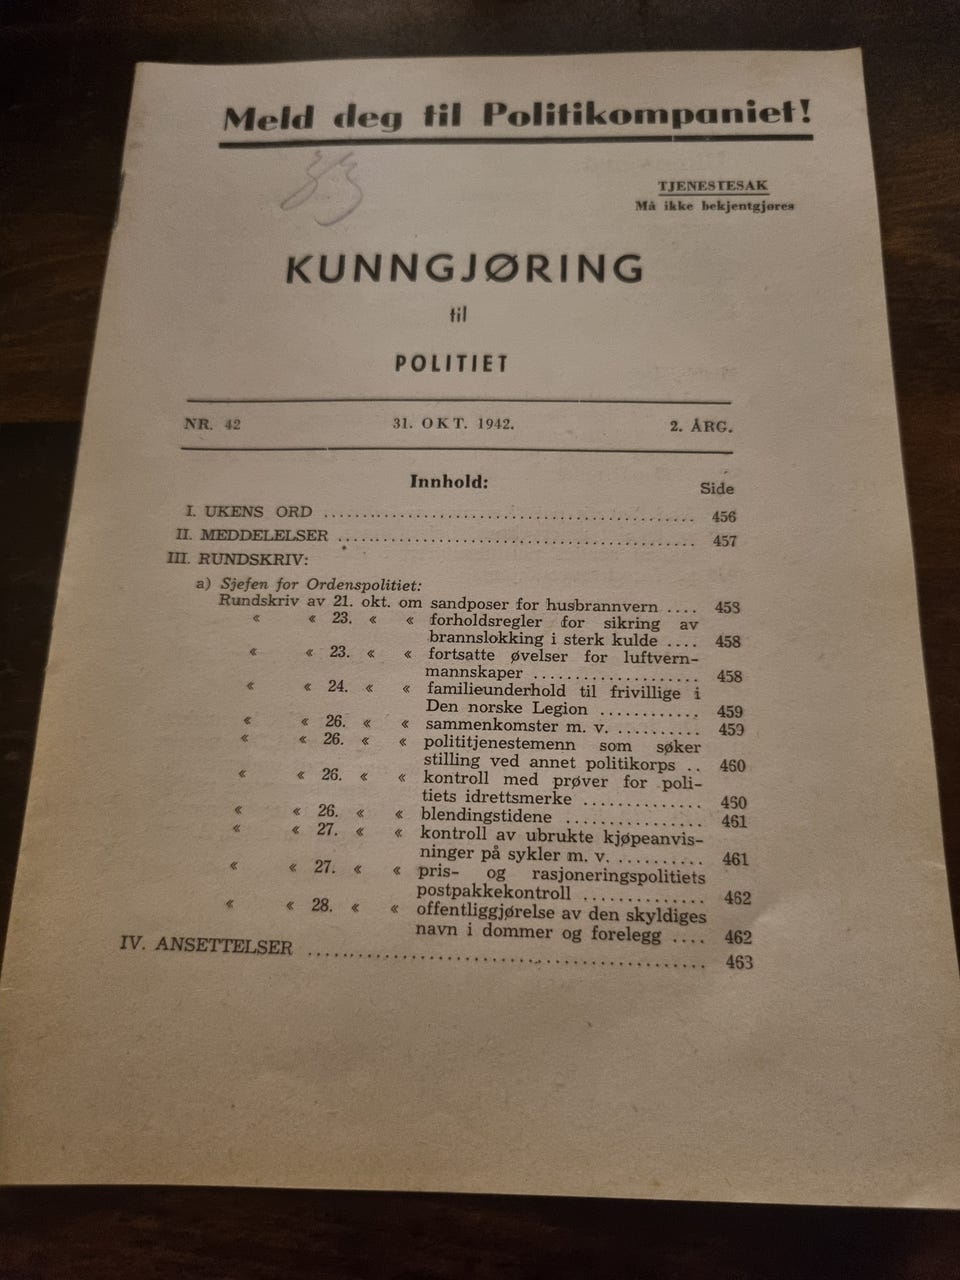 Meld deg til Politikompaniet!
33
TJENESTESAK
Må ikke bekjentgjøres
KUNNGJØRING
til
POLITIET
NR. 42 31. OKT. 1942. 2. ÅRG.
Innhold:
Side
I. UKENS ORD ........................................ 456
II. MEDDELELSER ........................................ 457
III. RUNDSKRIV:
a) Sjefen for Ordenspolitiet:
Rundskriv av 21. okt. om sandposer for husbrannvern .... 458
« « 23. « « forholdsregler for sikring av
brannslokking i sterk kulde .... 458
« « 23. « « fortsatte øvelser for luftvern-
mannskaper .................... 458
« « 24. « « familieunderhold til frivillige i
Den norske Legion ............ 459
« « 26. « « sammenkomster m. v. .......... 459
« « 26. « « polititjenestemenn som søker
stilling ved annet politikorps .. 460
« « 26. « « kontroll med prøver for poli-
tiets idrettsmerke .............. 460
« « 26. « « blendingstidene ................ 461
« « 27. « « kontroll av ubrukte kjøpeanvis-
ninger på sykler m. v. .......... 461
« « 27. « « pris- og rasjoneringspolitiets
postpakkekontroll .............. 462
« « 28. « « offentliggjørelse av den skyldiges
navn i dommer og forelegg .... 462
IV. ANSETTELSER ........................................ 463